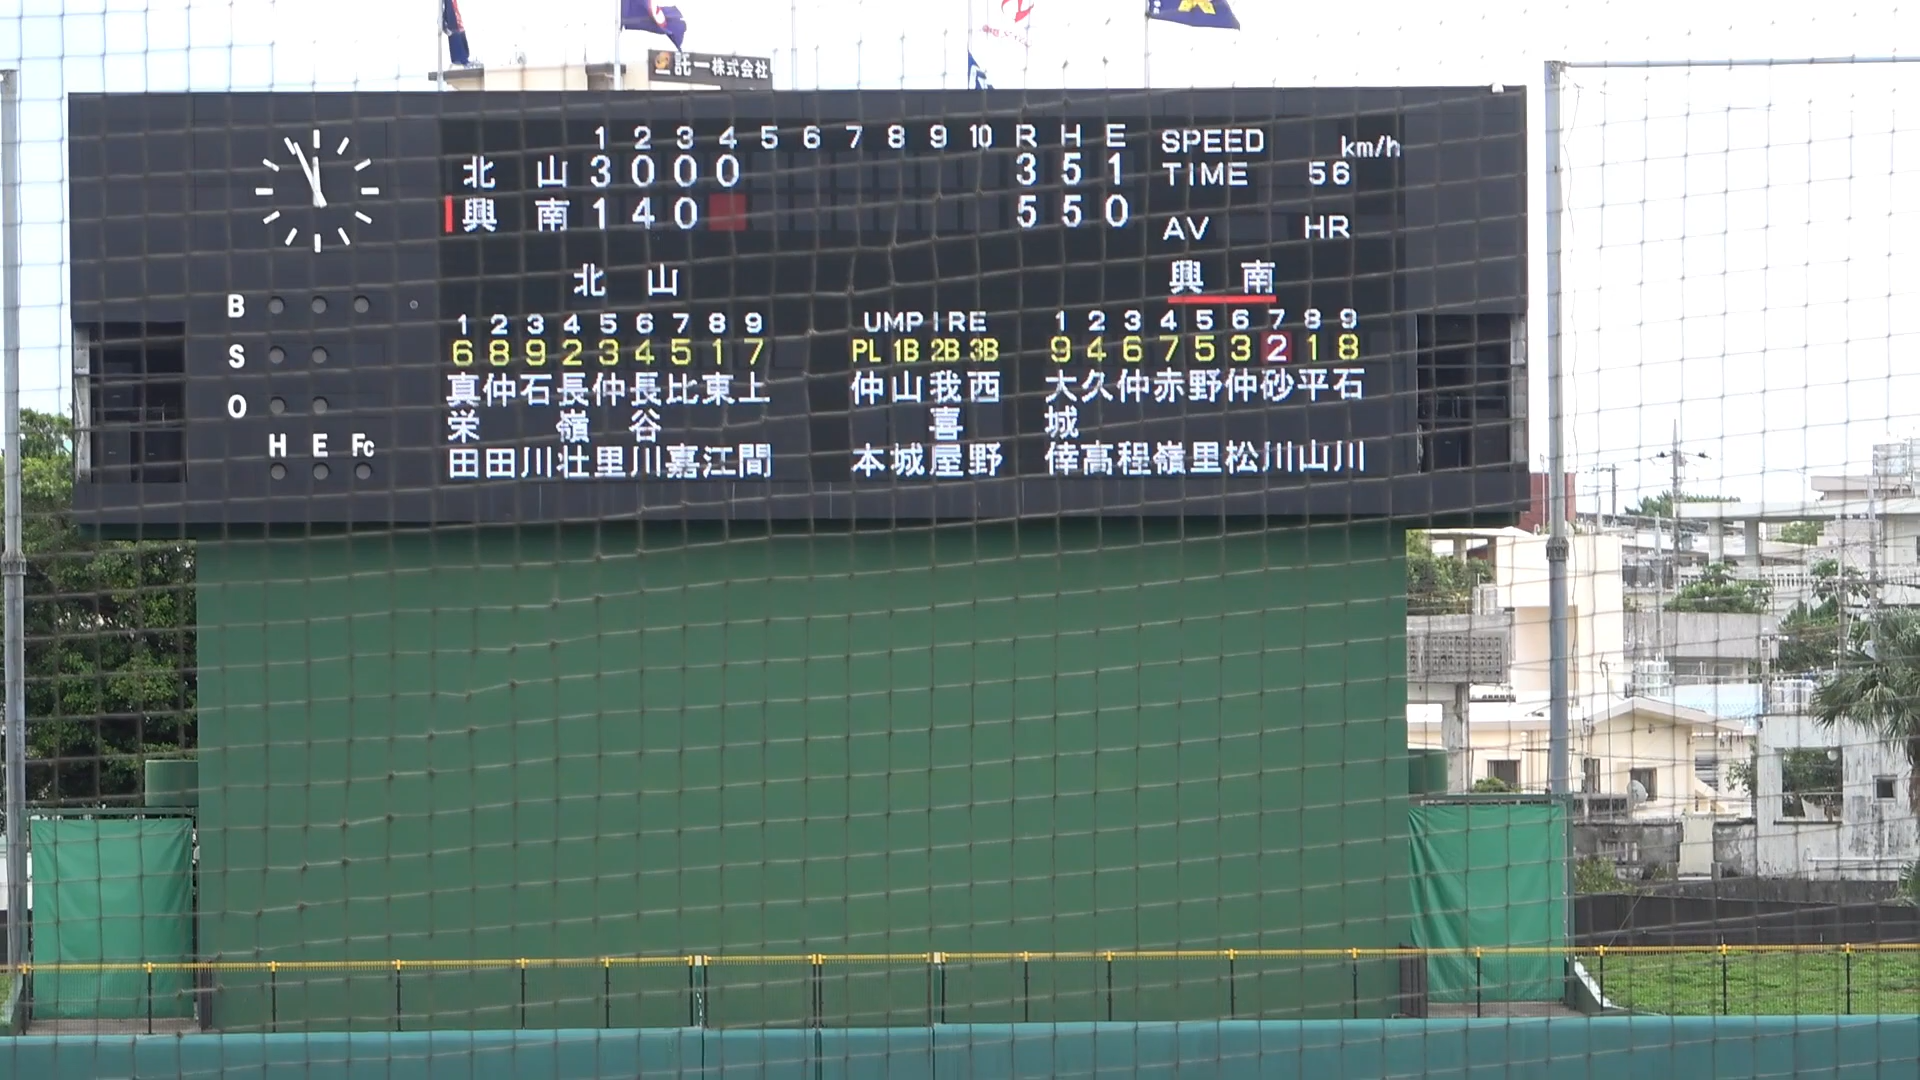 託一株式会社
1 2 3 4 5 6 7 8 9 10 R H E SPEED km/h
北 山 3 0 0 0 3 5 1 TIME 56
興 南 1 4 0 5 5 0 AV HR
北 山 興 南
B
S
O
H E Fc
1 2 3 4 5 6 7 8 9 UMPIRE 1 2 3 4 5 6 7 8 9
6 8 9 2 3 4 5 1 7 PL 1B 2B 3B 9 4 6 7 5 3 2 1 8
真仲石長仲長比東上 仲山我西 大久仲赤野仲砂平石
栄 嶺 谷 喜 城
田田川壮里川嘉江間 本城屋野 倖高程嶺里松川山川